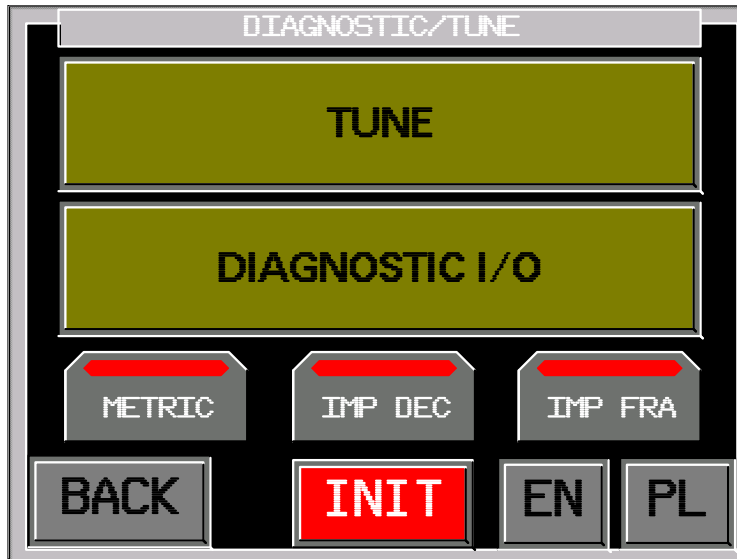 DIAGNOSTIC/TUNE
TUNE
DIAGNOSTIC I/O
METRIC IMP DEC IMP FRA
BACK INIT EN PL